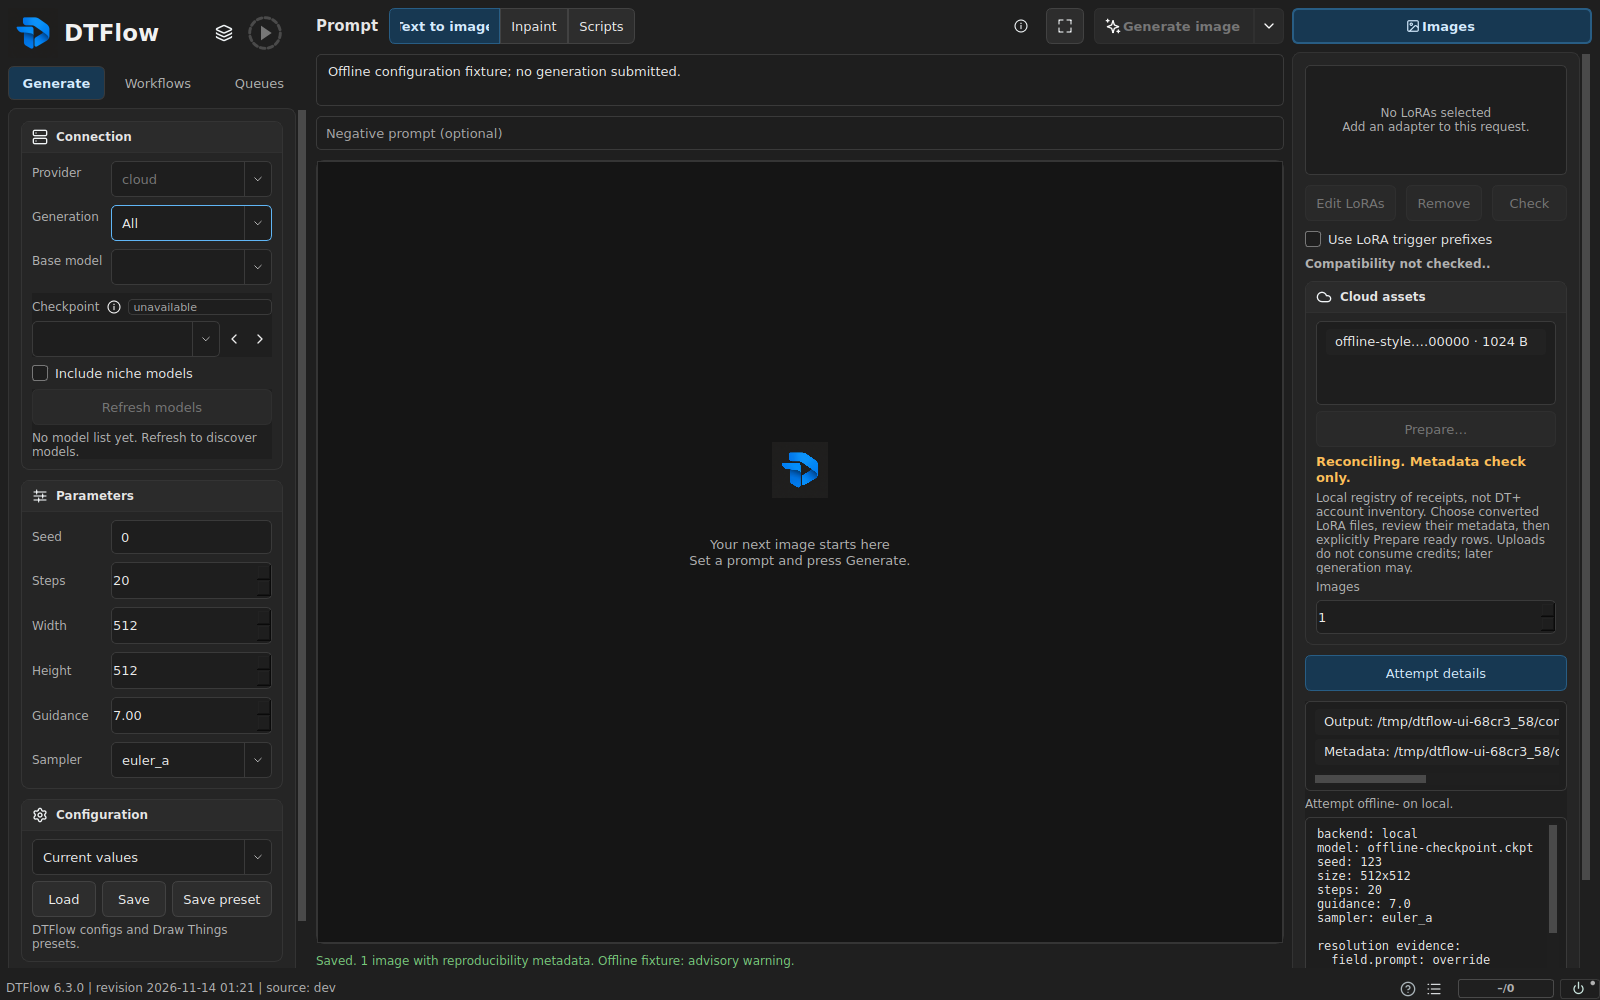 DTFlow
Generate
Workflows
Queues
Connection
Provider
cloud
Generation
All
Base model
Checkpoint
unavailable
Include niche models
Refresh models
No model list yet. Refresh to discover
models.
Parameters
Seed
0
Steps
20
Width
512
Height
512
Guidance
7.00
Sampler
euler_a
Configuration
Current values
Load
Save
Save preset
DTFlow configs and Draw Things
presets.
Prompt
Text to image
Inpaint
Scripts
Generate image
Offline configuration fixture; no generation submitted.
Negative prompt (optional)
Your next image starts here
Set a prompt and press Generate.
Saved. 1 image with reproducibility metadata. Offline fixture: advisory warning.
Images
No LoRAs selected
Add an adapter to this request.
Edit LoRAs
Remove
Check
Use LoRA trigger prefixes
Compatibility not checked..
Cloud assets
offline-style....00000 · 1024 B
Prepare...
Reconciling. Metadata check
only.
Local registry of receipts, not DT+
account inventory. Choose converted
LoRA files, review their metadata, then
explicitly Prepare ready rows. Uploads
do not consume credits; later
generation may.
Images
1
Attempt details
Output: /tmp/dtflow-ui-68cr3_58/cor
Metadata: /tmp/dtflow-ui-68cr3_58/c
Attempt offline- on local.
backend: local
model: offline-checkpoint.ckpt
seed: 123
size: 512x512
steps: 20
guidance: 7.0
sampler: euler_a
resolution evidence:
field.prompt: override
DTFlow 6.3.0 | revision 2026-11-14 01:21 | source: dev
–/0